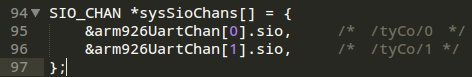 94 SIO_CHAN *sysSioChans[] = {
95 &arm926UartChan[0].sio, /* /tyCo/0 */
96 &arm926UartChan[1].sio, /* /tyCo/1 */
97 };